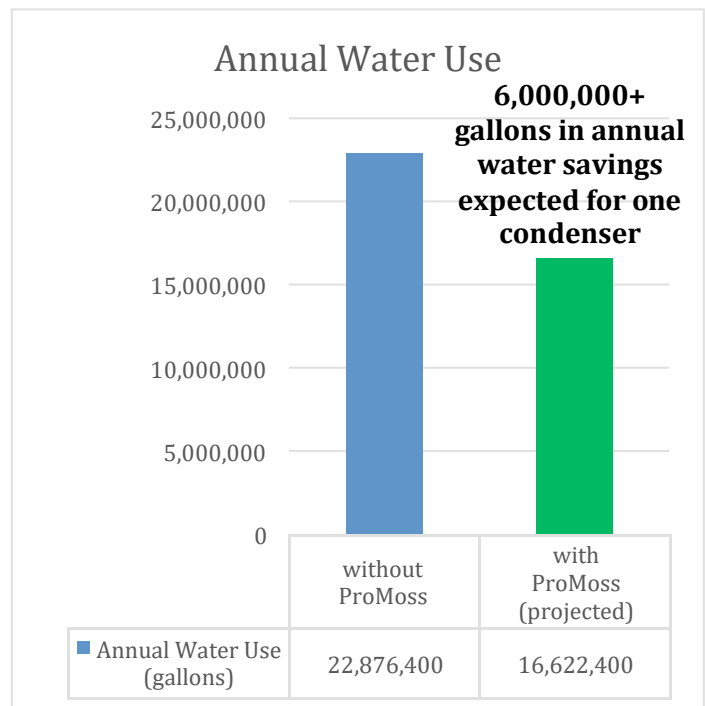 Annual Water Use
6,000,000+
gallons in annual
water savings
expected for one
condenser
25,000,000
20,000,000
15,000,000
10,000,000
5,000,000
0
without
ProMoss
with
ProMoss
(projected)
Annual Water Use
(gallons)
22,876,400
16,622,400